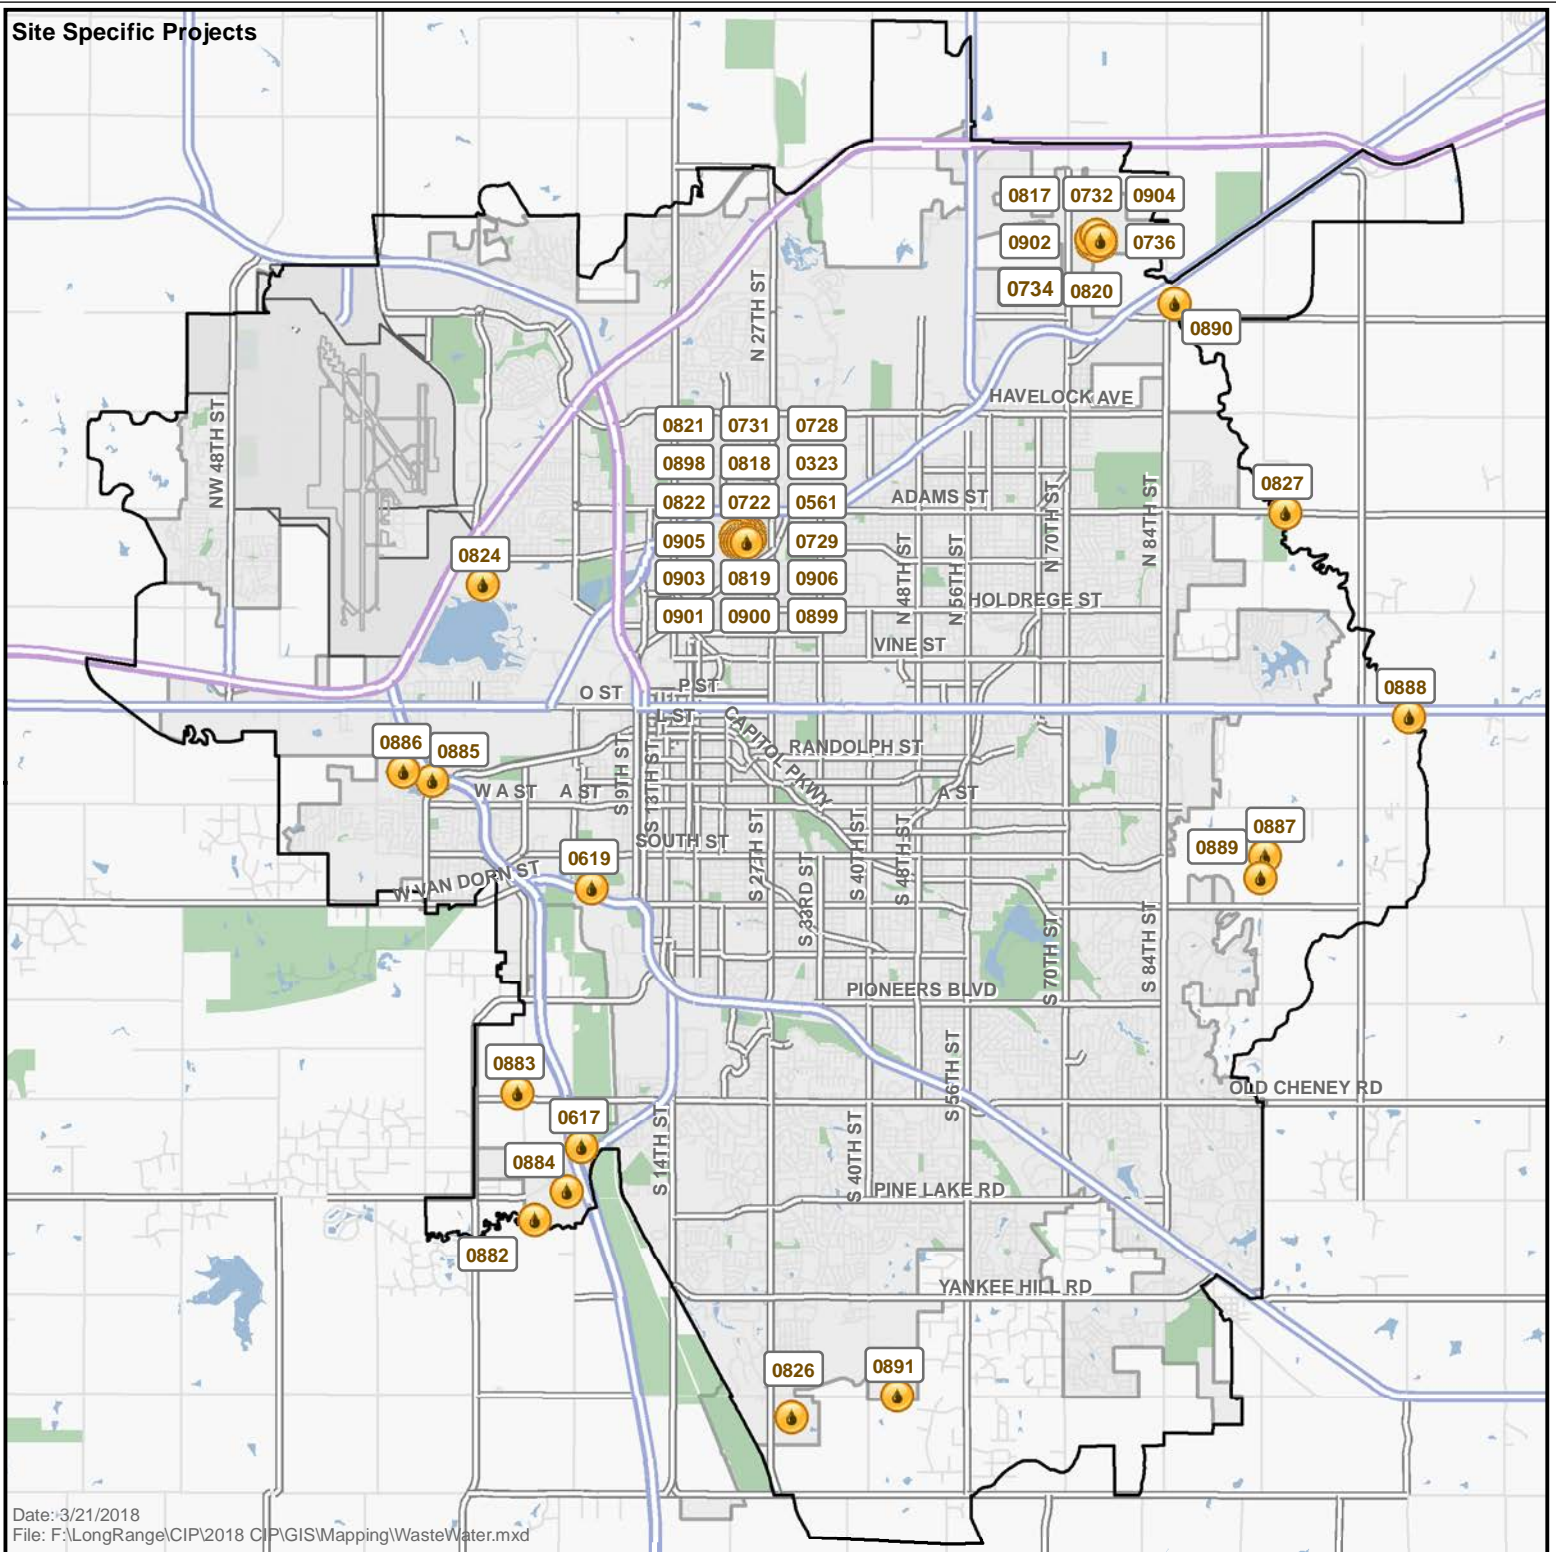 Site Specific Projects
0817 0732 0904
0902 0736
0734 0820
0890
N 27TH ST
HAVELOCK AVE
NW 48TH ST
0821 0731 0728
0898 0818 0323
0822 0722 0561
0905 0729
0903 0819 0906
0901 0900 0899
ADAMS ST
N 70TH ST
N 84TH ST
0827
0824
N 48TH ST
N 56TH ST
HOLDREGE ST
VINE ST
0888
O ST
P ST
L ST
CAPITOL PKWY
RANDOLPH ST
0886
0885
W A ST
A ST
S 9TH ST
S 13TH ST
A ST
SOUTH ST
0887
0889
0619
W VAN DORN ST
S 27TH ST
S 33RD ST
S 40TH ST
S 48TH ST
S 70TH ST
S 84TH ST
PIONEERS BLVD
0883
S 56TH ST
OLD CHENEY RD
0617
0884
S 14TH ST
S 40TH ST
PINE LAKE RD
0882
YANKEE HILL RD
0826
0891
Date: 3/21/2018
File: F:\LongRange\CIP\2018 CIP\GIS\Mapping\WasteWater.mxd